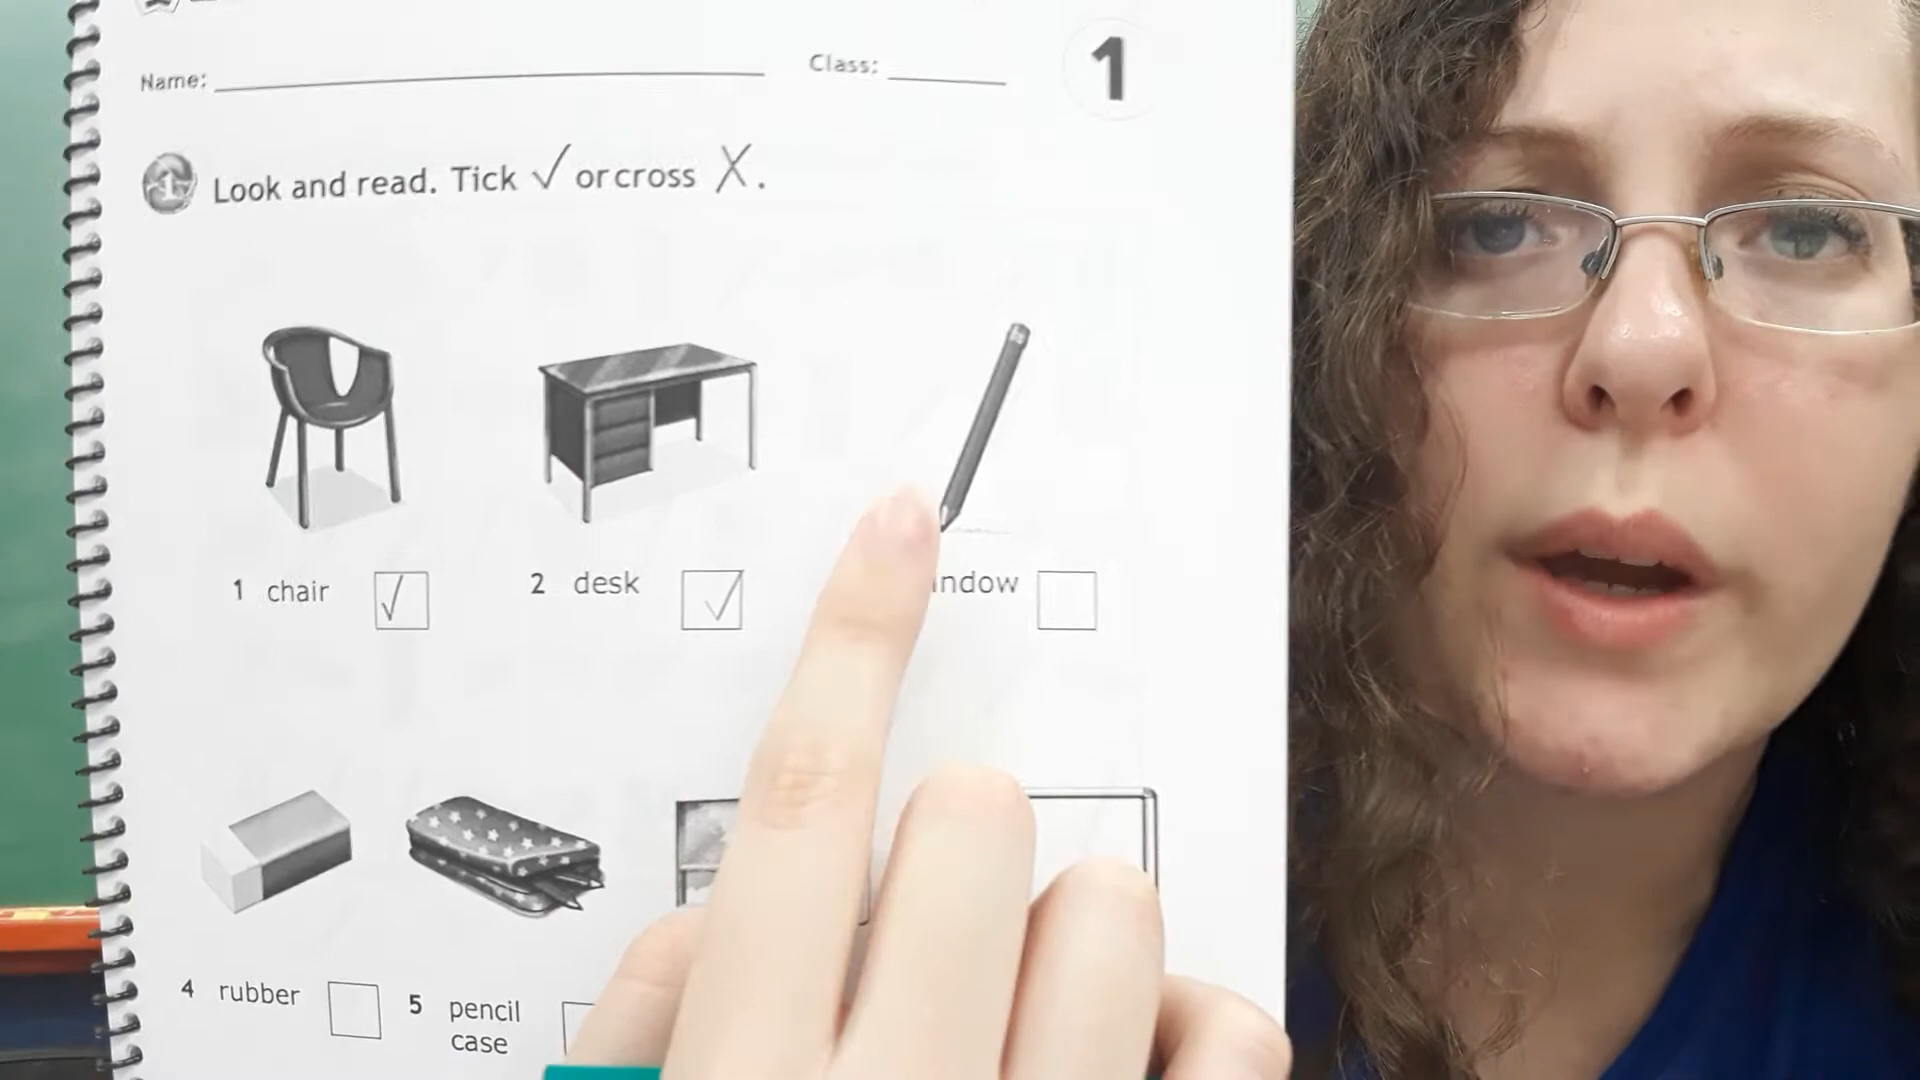 Name: Class: 1
1 Look and read. Tick ✓ or cross X.
1 chair ✓ 2 desk ✓ indow
4 rubber 5 pencil
case